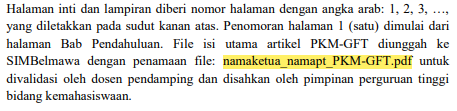 Halaman inti dan lampiran diberi nomor halaman dengan angka arab: 1, 2, 3, …,
yang diletakkan pada sudut kanan atas. Penomoran halaman 1 (satu) dimulai dari
halaman Bab Pendahuluan. File isi utama artikel PKM-GFT diunggah ke
SIMBelmawa dengan penamaan file: namaketua_namapt_PKM-GFT.pdf untuk
divalidasi oleh dosen pendamping dan disahkan oleh pimpinan perguruan tinggi
bidang kemahasiswaan.